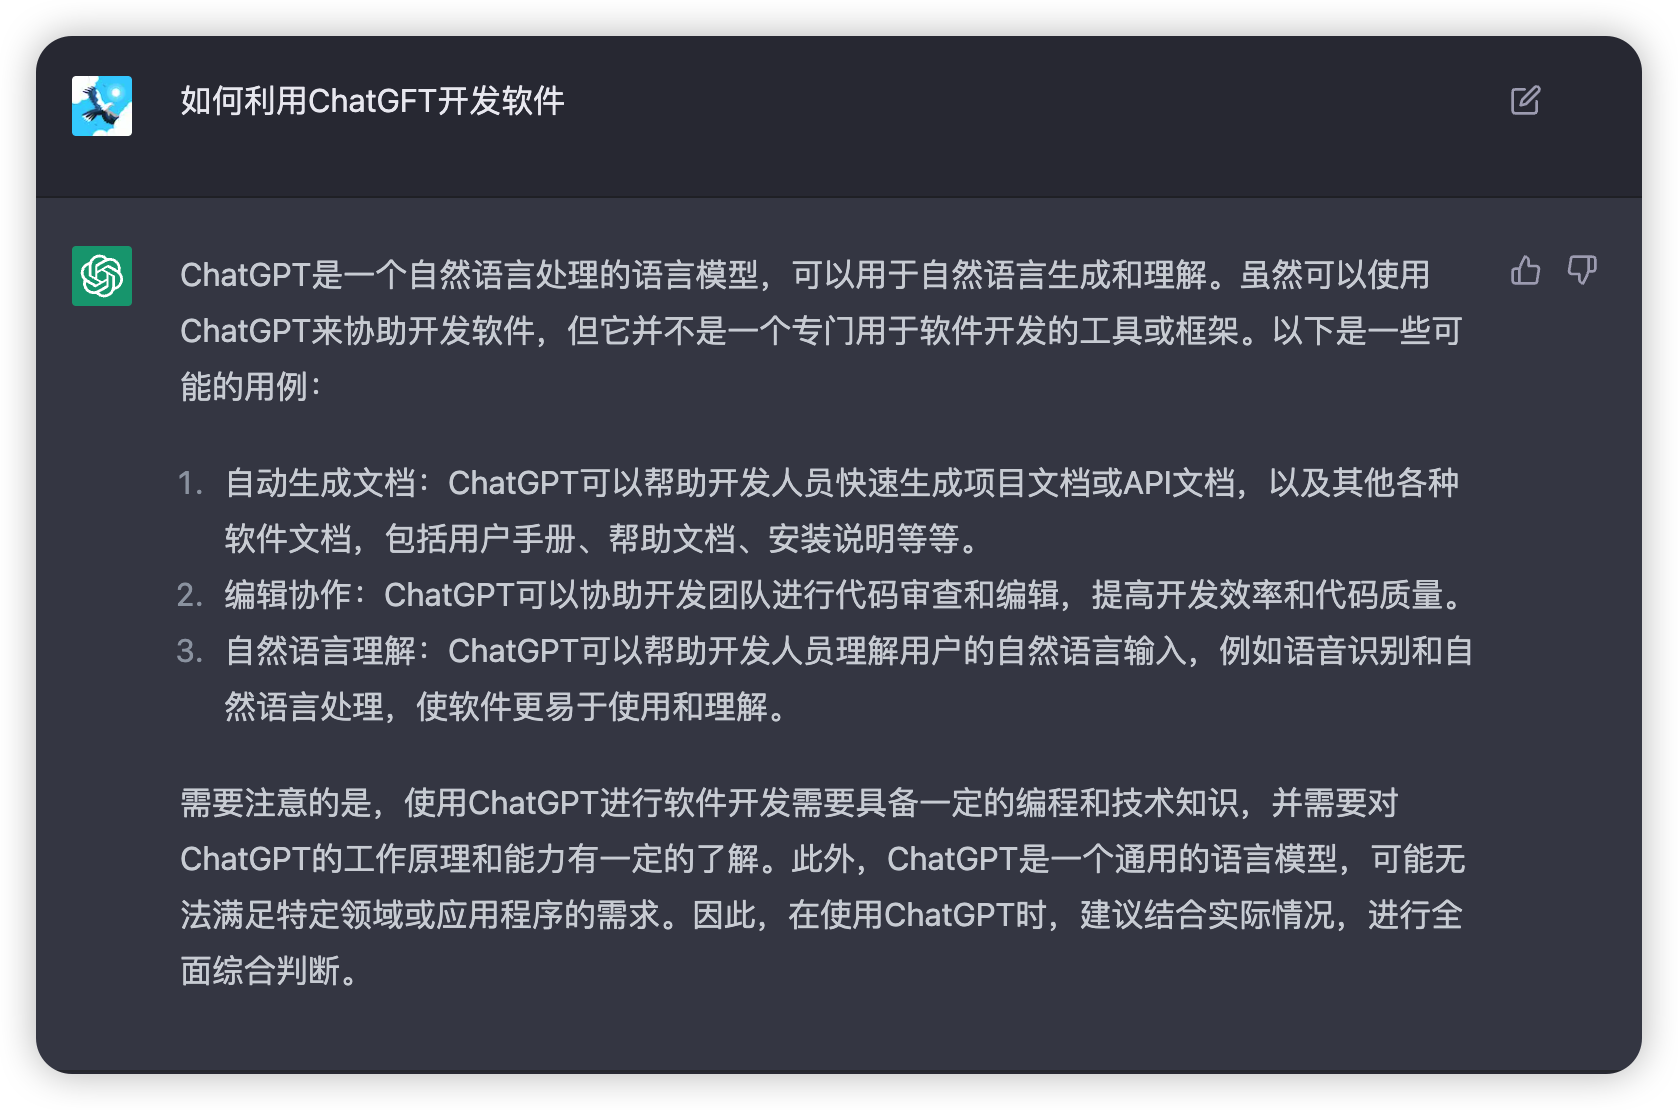 如何利用ChatGFT开发软件
ChatGPT是一个自然语言处理的语言模型，可以用于自然语言生成和理解。虽然可以使用
ChatGPT来协助开发软件，但它并不是一个专门用于软件开发的工具或框架。以下是一些可
能的用例：
1. 自动生成文档：ChatGPT可以帮助开发人员快速生成项目文档或API文档，以及其他各种
软件文档，包括用户手册、帮助文档、安装说明等等。
2. 编辑协作：ChatGPT可以协助开发团队进行代码审查和编辑，提高开发效率和代码质量。
3. 自然语言理解：ChatGPT可以帮助开发人员理解用户的自然语言输入，例如语音识别和自
然语言处理，使软件更易于使用和理解。
需要注意的是，使用ChatGPT进行软件开发需要具备一定的编程和技术知识，并需要对
ChatGPT的工作原理和能力有一定的了解。此外，ChatGPT是一个通用的语言模型，可能无
法满足特定领域或应用程序的需求。因此，在使用ChatGPT时，建议结合实际情况，进行全
面综合判断。